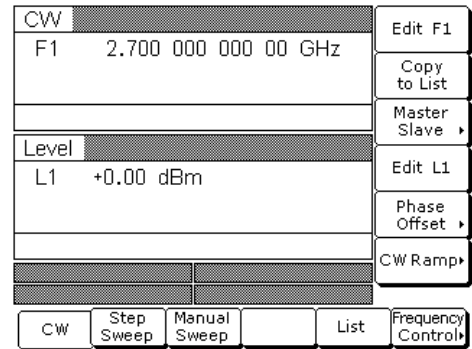 CW
F1 2.700 000 000 00 GHz
Level
L1 +0.00 dBm
Edit F1
Copy
to List
Master
Slave
Edit L1
Phase
Offset
CW Ramp
CW
Step
Sweep
Manual
Sweep
List
Frequency
Control